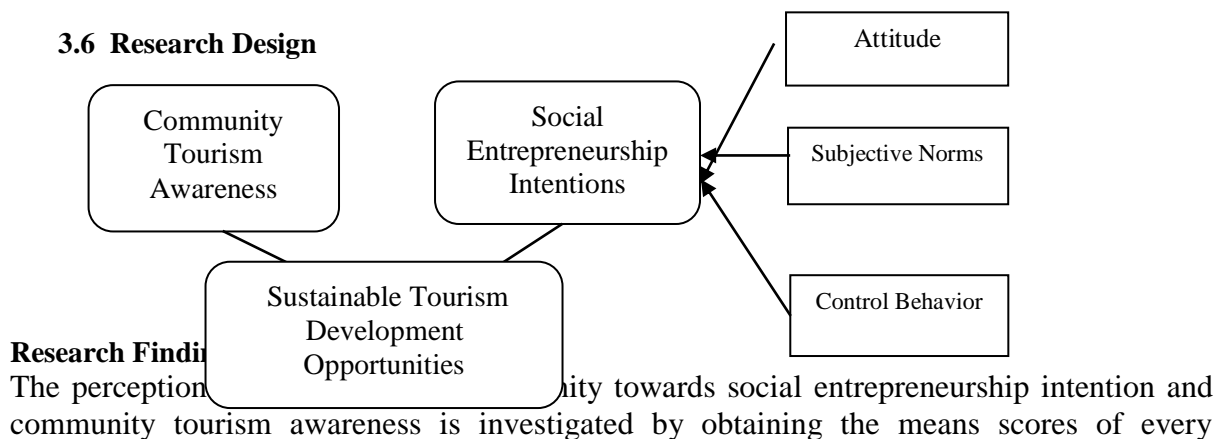 3.6 Research Design
Attitude
Community
Tourism
Awareness
Social
Entrepreneurship
Intentions
Subjective Norms
Control Behavior
Sustainable Tourism
Development
Opportunities
Research
The perception nity towards social entrepreneurship intention and
community tourism awareness is investigated by obtaining the means scores of every